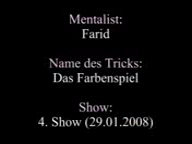 Mentalist:
Farid
Name des Tricks:
Das Farbenspiel
Show:
4. Show (29.01.2008)